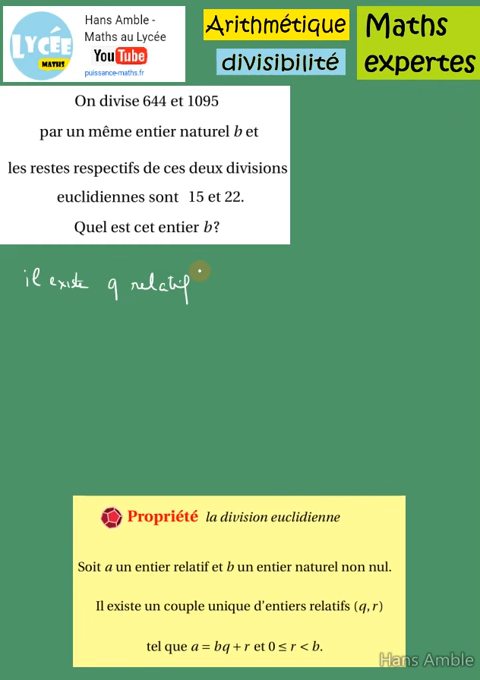 LYCÉE
MATHS
Hans Amble -
Maths au Lycée
YouTube
puissance-maths.fr
Arithmétique
divisibilité
Maths
expertes
On divise 644 et 1095
par un même entier naturel b et
les restes respectifs de ces deux divisions
euclidiennes sont 15 et 22.
Quel est cet entier b?
il existe q relatif
Propriété la division euclidienne
Soit a un entier relatif et b un entier naturel non nul.
Il existe un couple unique d'entiers relatifs (q, r)
tel que a = bq + r et 0 ≤ r < b.
Hans Amble